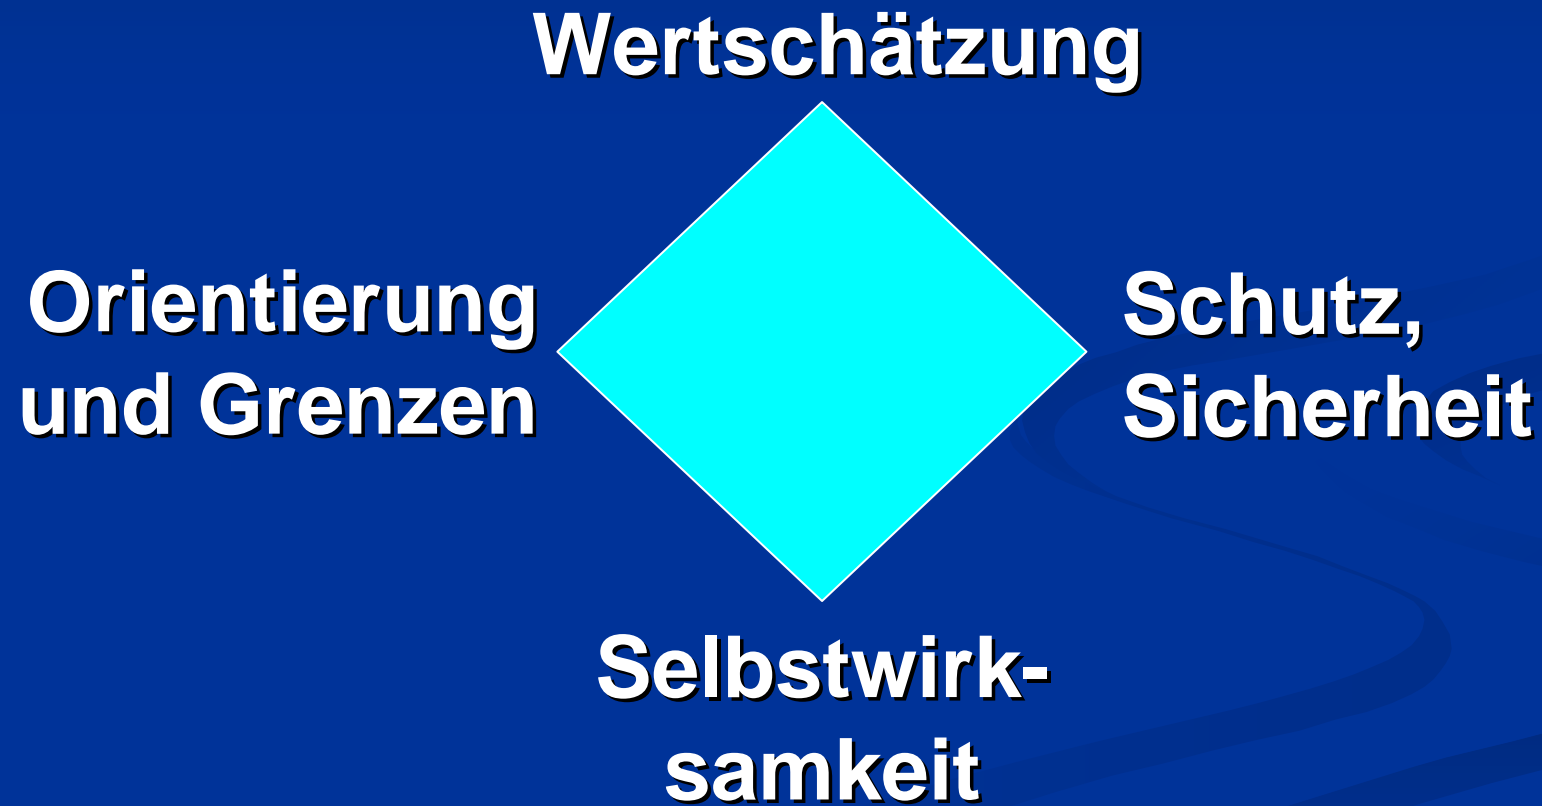 Wertschätzung
Orientierung
und Grenzen
Schutz,
Sicherheit
Selbstwirk-
samkeit